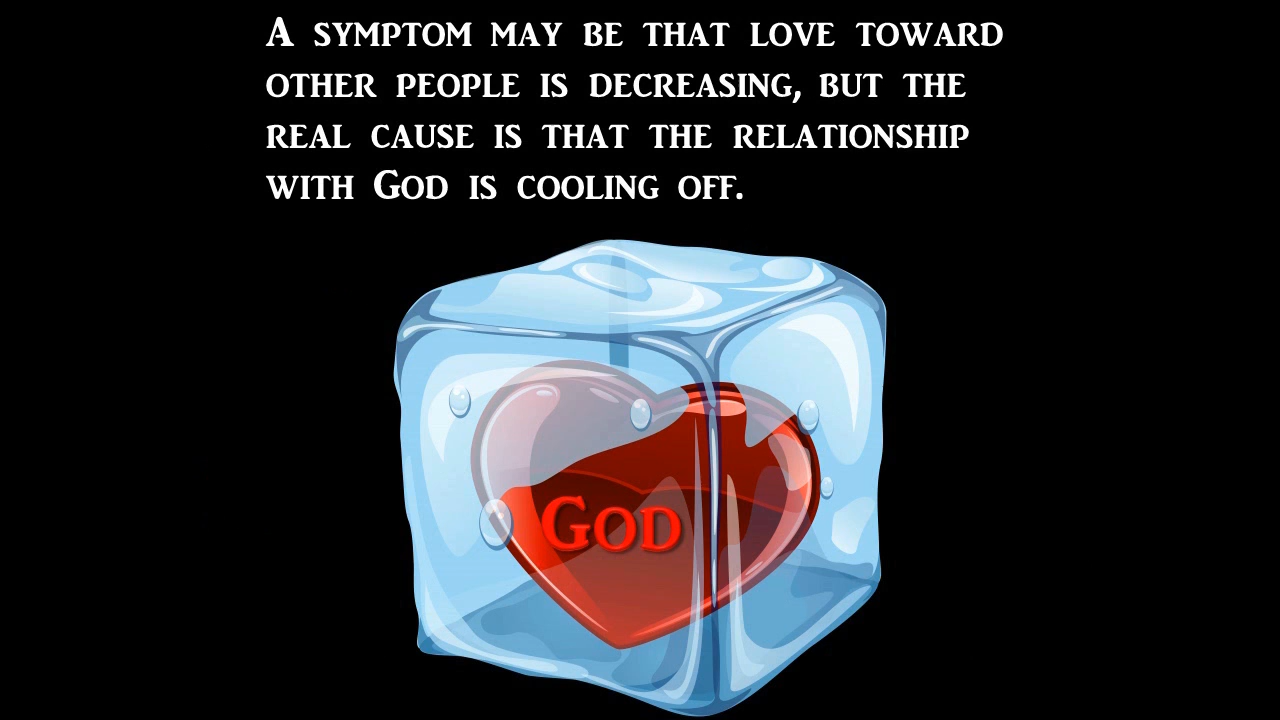 A symptom may be that love toward
other people is decreasing, but the
real cause is that the relationship
with God is cooling off.
God